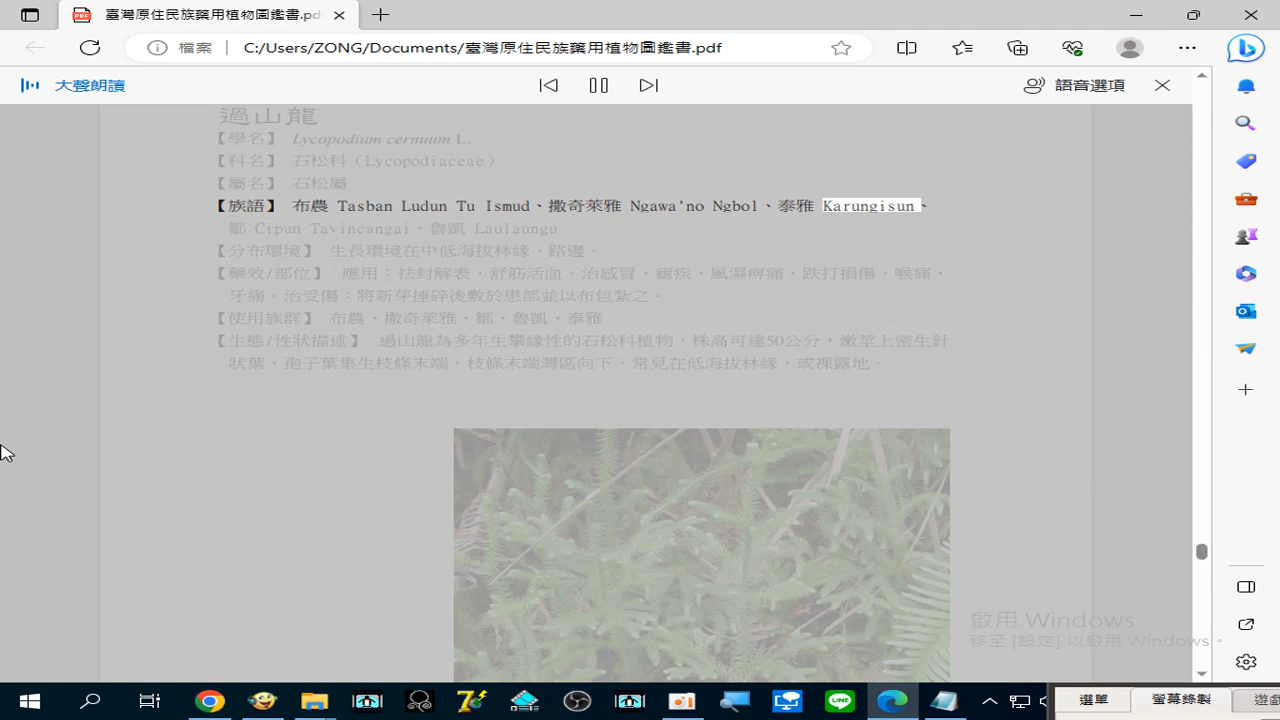 臺灣原住民族藥用植物圖鑑書.pdf
檔案 C:/Users/ZONG/Documents/臺灣原住民族藥用植物圖鑑書.pdf
大聲朗讀 語音選項
過山龍
【學名】 Lycopodium cernuum L.
【科名】 石松科（Lycopodiaceae）
【屬名】 石松屬
【族語】 布農 Tasban Ludun Tu Ismud、撒奇萊雅 Ngawa'no Ngbol、泰雅 Karungisun、
鄒 Cipun Tavincangai、魯凱 Laulaungu
【分布環境】 生長環境在中低海拔林緣、路邊。
【藥效/部位】 應用：祛封解表，舒筋活血。治感冒，瘧疾，風濕痺痛，跌打損傷，喉痛，
牙痛。治受傷：將新芽捶碎後敷於患部並以布包紮之。
【使用族群】 布農、撒奇萊雅、鄒、魯凱、泰雅
【生態/性狀描述】 過山龍為多年生攀緣性的石松科植物，株高可達50公分，嫩莖上密生針
狀葉，孢子葉集生枝條末端，枝條末端灣區向下，常見在低海拔林緣，或裸露地。
啟用 Windows
移至 [設定] 以啟用 Windows。
選單 螢幕錄製 遊戲